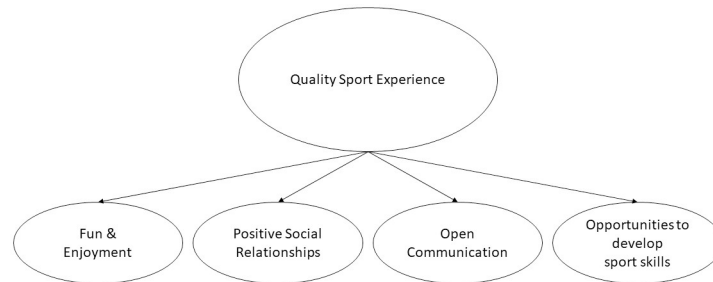 Quality Sport Experience
Fun &
Enjoyment
Positive Social
Relationships
Open
Communication
Opportunities to
develop
sport skills